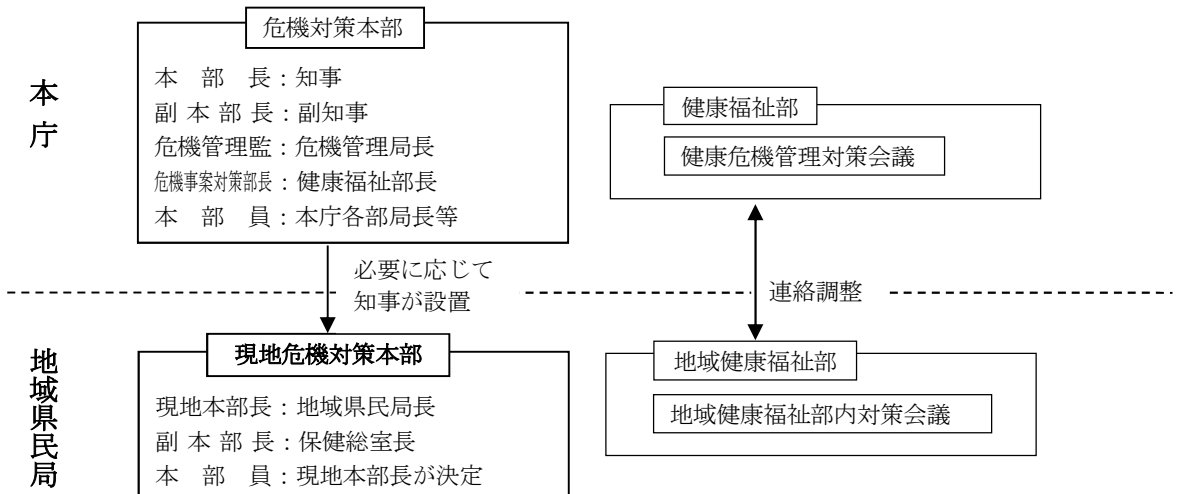 本庁
危機対策本部
本 部 長:知事
副 本 部 長:副知事
危機管理監:危機管理局長
危機事案対策部長:健康福祉部長
本 部 員:本庁各部局長等
健康福祉部
健康危機管理対策会議
必要に応じて
知事が設置
連絡調整
地域県民局
現地危機対策本部
現地本部長:地域県民局長
副 本 部 長:保健総室長
本 部 員:現地本部長が決定
地域健康福祉部
地域健康福祉部内対策会議